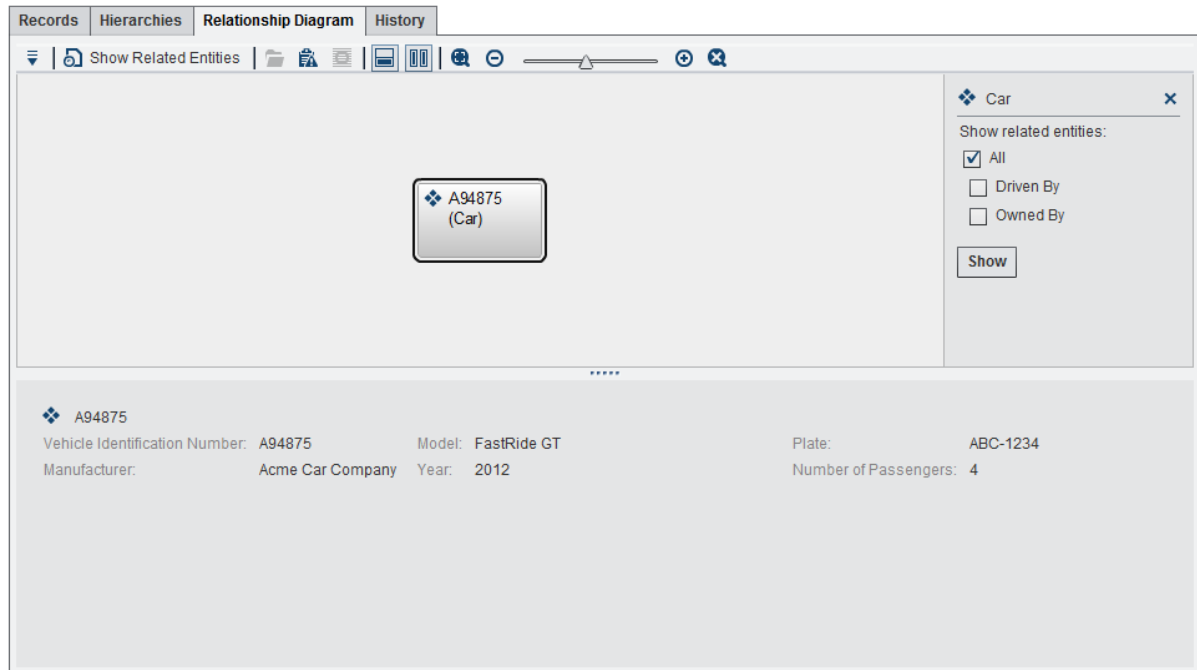 Records Hierarchies Relationship Diagram History
Show Related Entities
Car
Show related entities:
All
Driven By
Owned By
Show
A94875
(Car)
A94875
Vehicle Identification Number: A94875 Model: FastRide GT Plate: ABC-1234
Manufacturer: Acme Car Company Year: 2012 Number of Passengers: 4